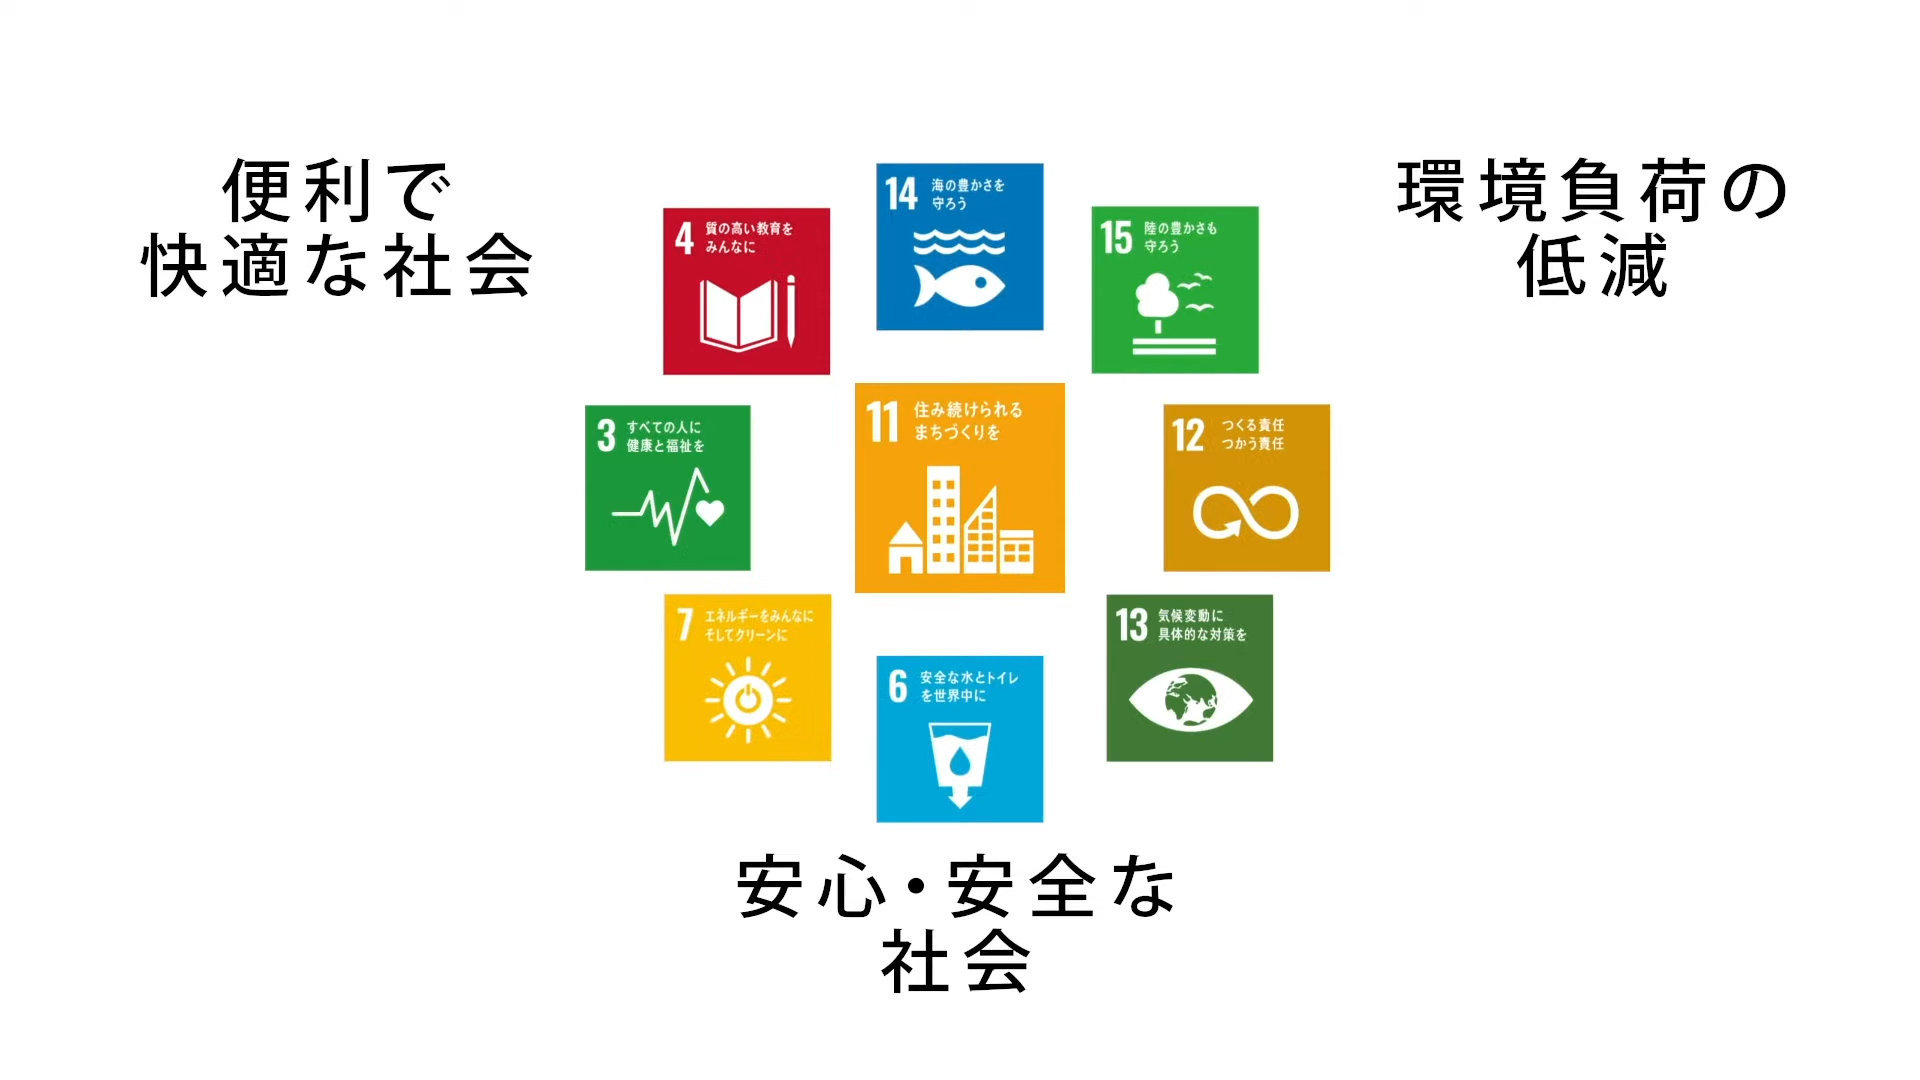 便利で
快適な社会
環境負荷の
低減
14 海の豊かさを
守ろう
4 質の高い教育を
みんなに
15 陸の豊かさも
守ろう
3 すべての人に
健康と福祉を
11 住み続けられる
まちづくりを
12 つくる責任
つかう責任
7 エネルギーをみんなに
そしてクリーンに
13 気候変動に
具体的な対策を
6 安全な水とトイレ
を世界中に
安心・安全な
社会